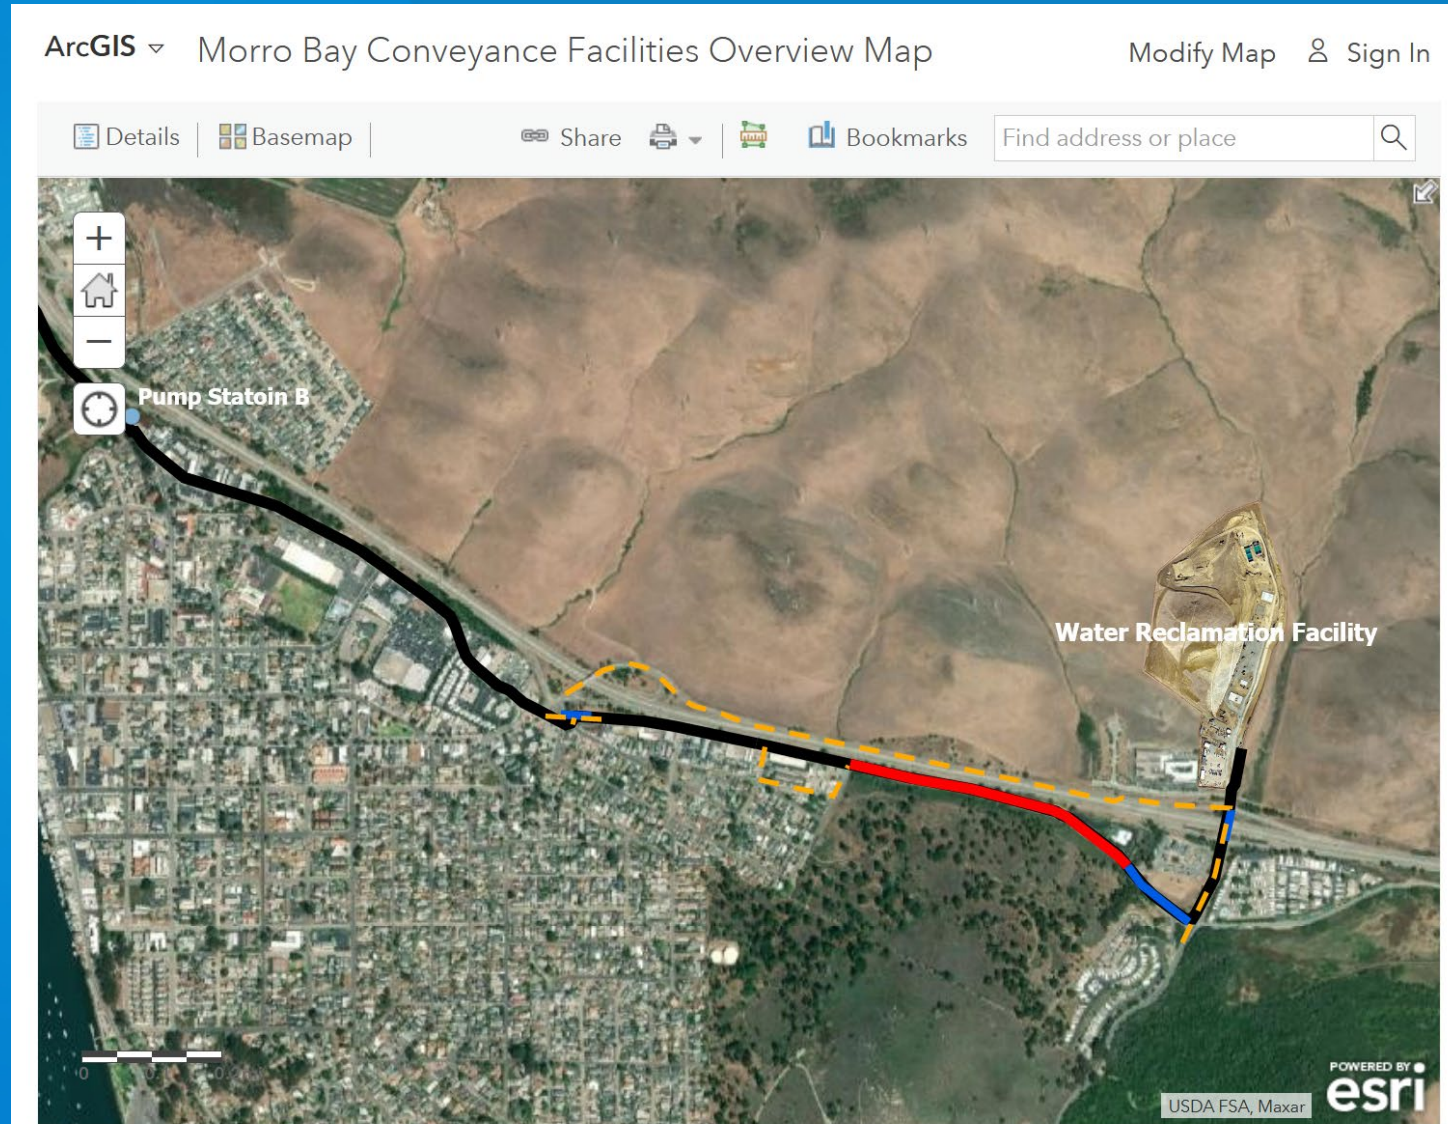 ArcGIS Morro Bay Conveyance Facilities Overview Map Modify Map Sign In
Details Basemap Share Bookmarks Find address or place
Pump Statoin B
Water Reclamation Facility
0
POWERED BY
esri
USDA FSA, Maxar